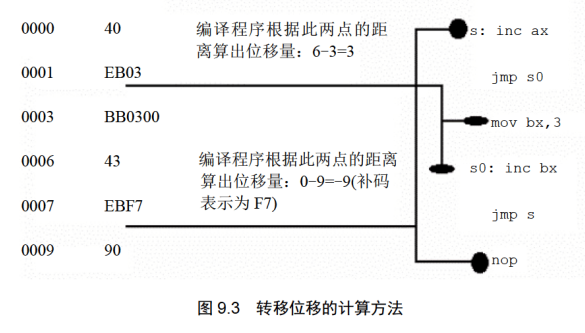 0000 40 编译程序根据此两点的距 s: inc ax
离算出位移量：6-3=3
0001 EB03 jmp s0
0003 BB0300 mov bx,3
0006 43 编译程序根据此两点的距离 s0: inc bx
算出位移量：0-9=-9(补码
0007 EBF7 表示为 F7) jmp s
0009 90 nop
图 9.3 转移位移的计算方法